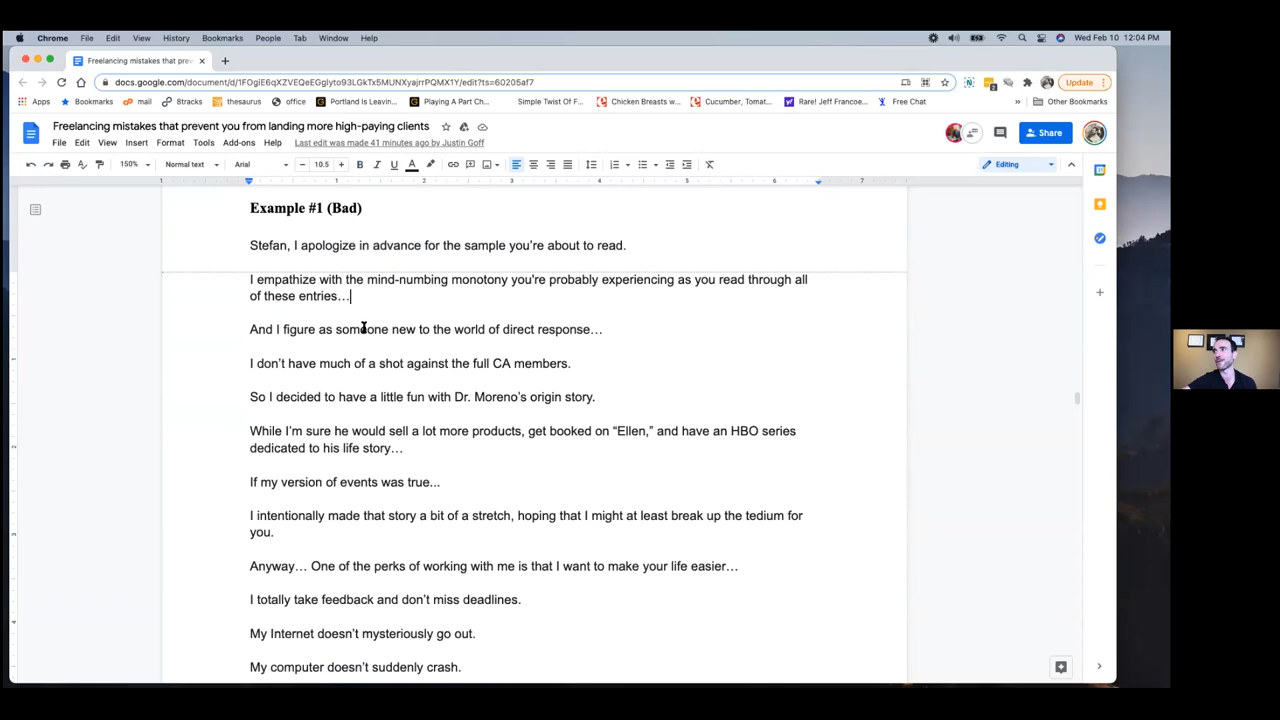 Chrome File Edit View History Bookmarks People Tab Window Help Wed Feb 10 12:04 PM
Freelancing mistakes that prev
docs.google.com/document/d/1FOgiE6qXZVEQeEGglyto93LGkTx5MUNXyajrrPQMX1Y/edit?ts=60205af7 Update
Apps Bookmarks mail 8tracks thesaurus office Portland Is Leavin... Playing A Part Ch... Simple Twist Of F... Chicken Breasts w... Cucumber, Tomat... Rare! Jeff Francoe... Free Chat » Other Bookmarks
Freelancing mistakes that prevent you from landing more high-paying clients
File Edit View Insert Format Tools Add-ons Help Last edit was made 41 minutes ago by Justin Goff Share
150% Normal text Arial 10.5 B I U A Editing
1 1 2 3 4 5 6 7
Example #1 (Bad)
Stefan, I apologize in advance for the sample you're about to read.
I empathize with the mind-numbing monotony you're probably experiencing as you read through all
of these entries…
And I figure as someone new to the world of direct response…
I don't have much of a shot against the full CA members.
So I decided to have a little fun with Dr. Moreno's origin story.
While I'm sure he would sell a lot more products, get booked on “Ellen,” and have an HBO series
dedicated to his life story…
If my version of events was true...
I intentionally made that story a bit of a stretch, hoping that I might at least break up the tedium for
you.
Anyway… One of the perks of working with me is that I want to make your life easier…
I totally take feedback and don't miss deadlines.
My Internet doesn't mysteriously go out.
My computer doesn't suddenly crash.